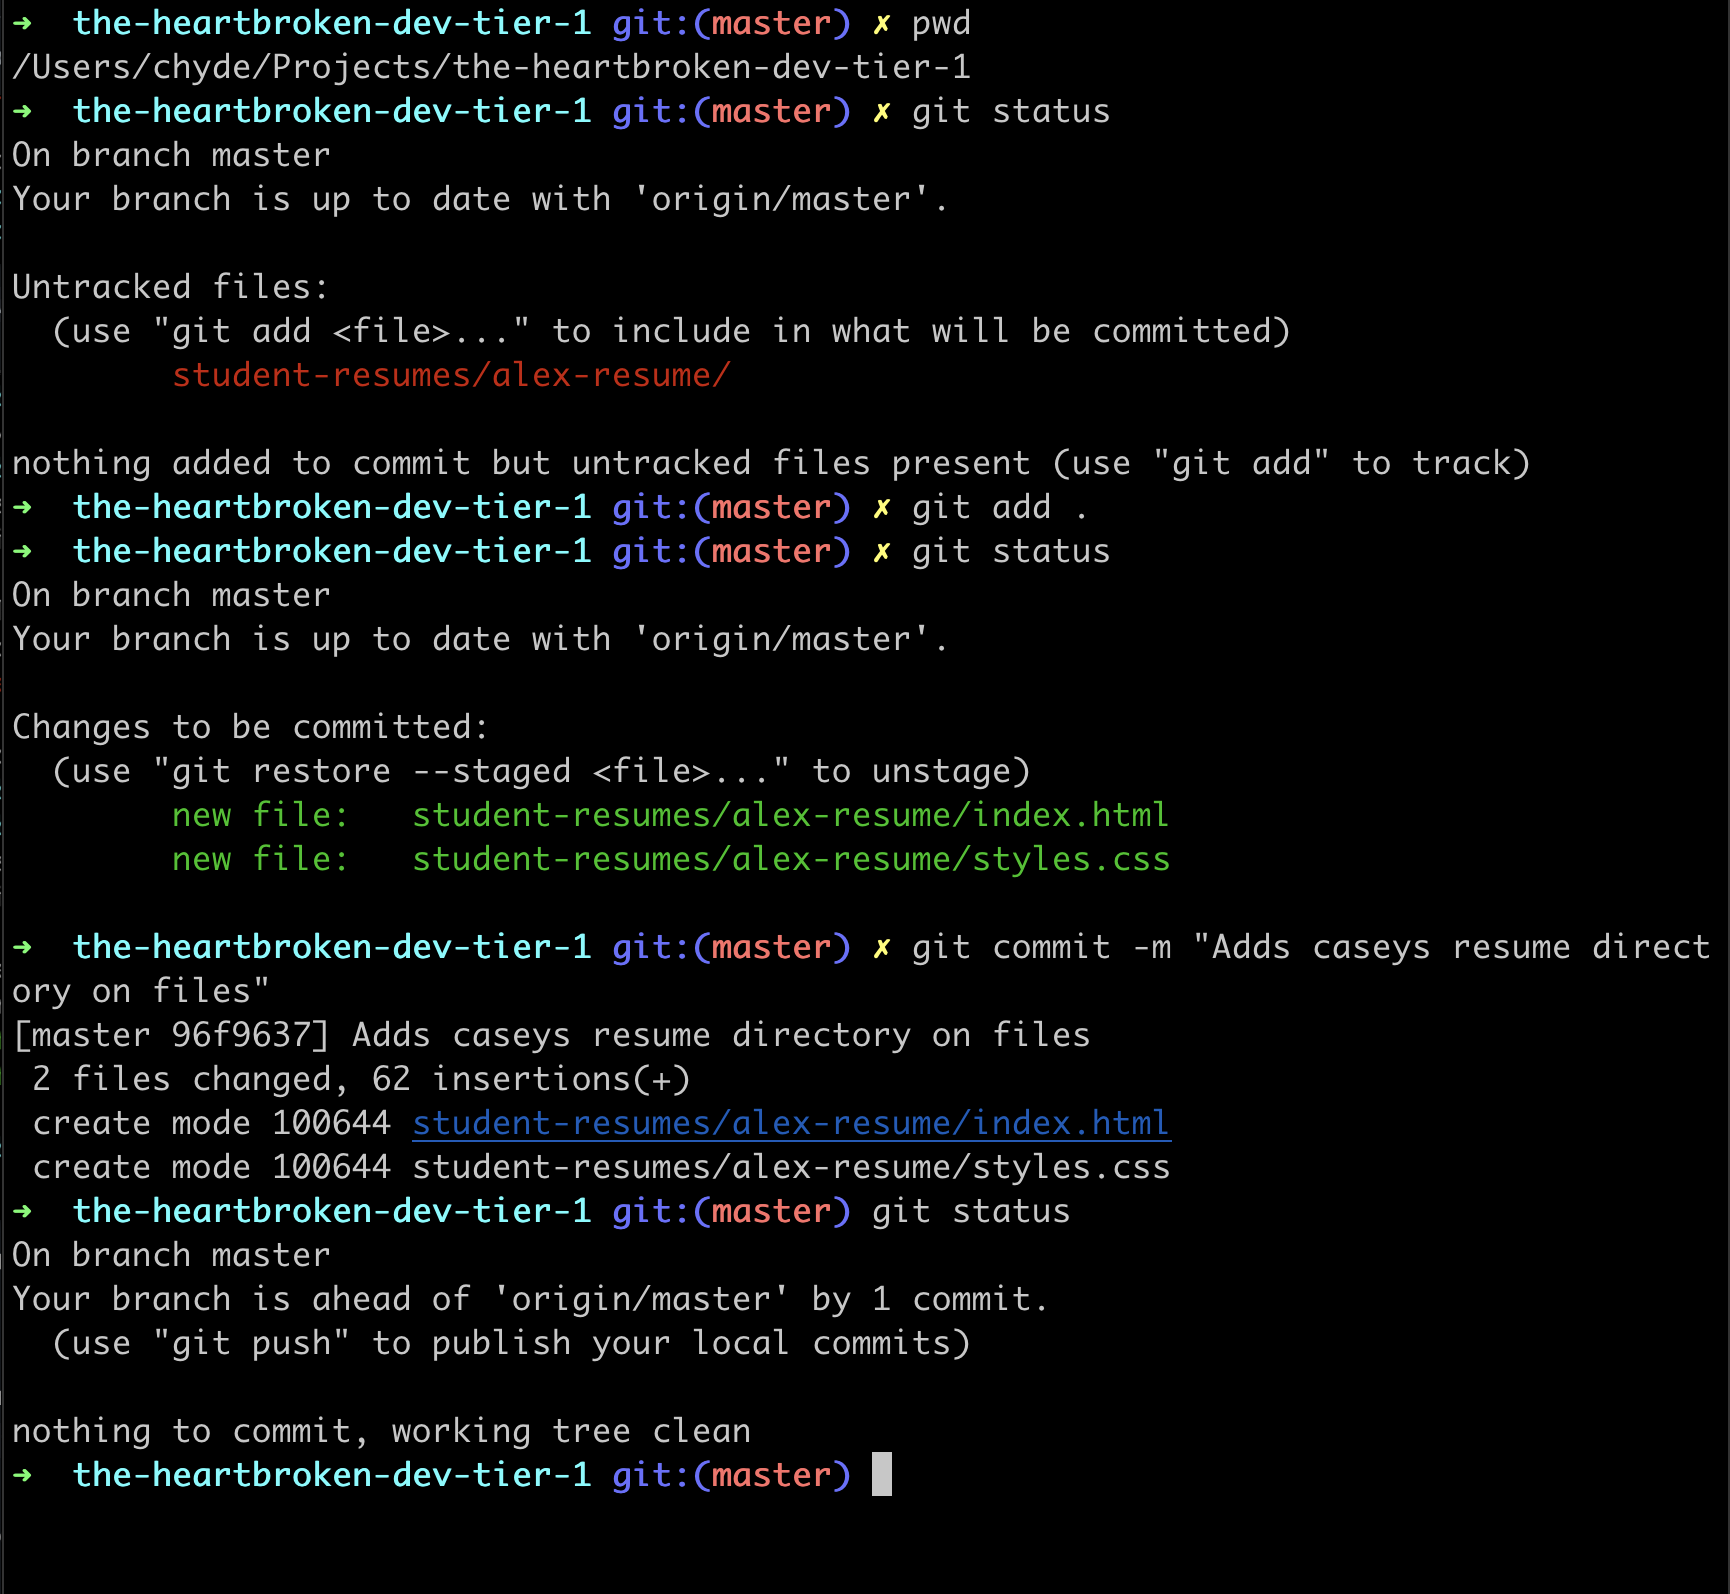 ➜  the-heartbroken-dev-tier-1 git:(master) ✗ pwd
/Users/chyde/Projects/the-heartbroken-dev-tier-1
➜  the-heartbroken-dev-tier-1 git:(master) ✗ git status
On branch master
Your branch is up to date with 'origin/master'.

Untracked files:
  (use "git add <file>..." to include in what will be committed)
        student-resumes/alex-resume/

nothing added to commit but untracked files present (use "git add" to track)
➜  the-heartbroken-dev-tier-1 git:(master) ✗ git add .
➜  the-heartbroken-dev-tier-1 git:(master) ✗ git status
On branch master
Your branch is up to date with 'origin/master'.

Changes to be committed:
  (use "git restore --staged <file>..." to unstage)
        new file:   student-resumes/alex-resume/index.html
        new file:   student-resumes/alex-resume/styles.css

➜  the-heartbroken-dev-tier-1 git:(master) ✗ git commit -m "Adds caseys resume direct
ory on files"
[master 96f9637] Adds caseys resume directory on files
 2 files changed, 62 insertions(+)
 create mode 100644 student-resumes/alex-resume/index.html
 create mode 100644 student-resumes/alex-resume/styles.css
➜  the-heartbroken-dev-tier-1 git:(master) git status
On branch master
Your branch is ahead of 'origin/master' by 1 commit.
  (use "git push" to publish your local commits)

nothing to commit, working tree clean
➜  the-heartbroken-dev-tier-1 git:(master)